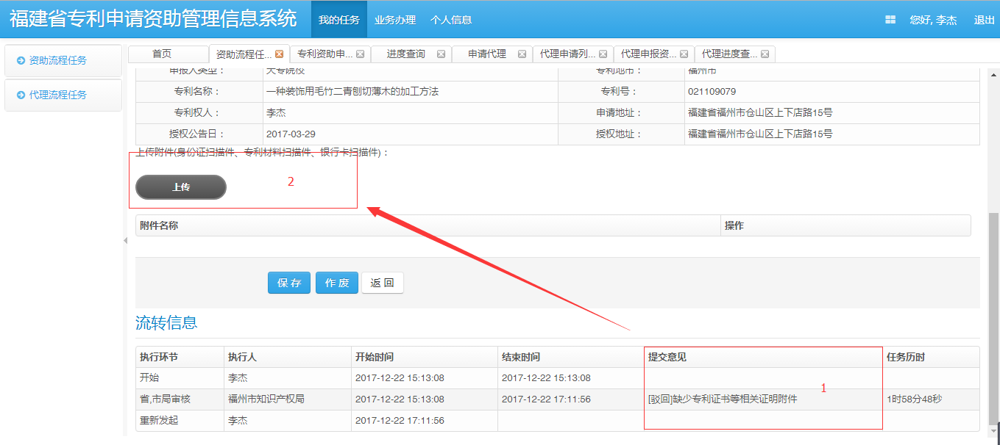 福建省专利申请资助管理信息系统 我的任务 业务办理 个人信息 您好, 李杰 退出
资助流程任务
代理流程任务
首页 资助流程任... 专利资助申... 进度查询 申请代理 代理申请列... 代理申报资... 代理进度查...
申报人类型： 大专院校 专利地市： 福州市
专利名称： 一种装饰用毛竹二青刨切薄木的加工方法 专利号： 021109079
专利权人： 李杰 申请地址： 福建省福州市仓山区上下店路15号
授权公告日： 2017-03-29 授权地址： 福建省福州市仓山区上下店路15号
上传附件(身份证扫描件、专利材料扫描件、银行卡扫描件)：
上传 2
附件名称 操作
保 存 作 废 返 回
流转信息
执行环节 执行人 开始时间 结束时间 提交意见 任务历时
开始 李杰 2017-12-22 15:13:08 2017-12-22 15:13:08
1
省,市局审核 福州市知识产权局 2017-12-22 15:13:08 2017-12-22 17:11:56 [驳回]缺少专利证书等相关证明附件 1时58分48秒
重新发起 李杰 2017-12-22 17:11:56